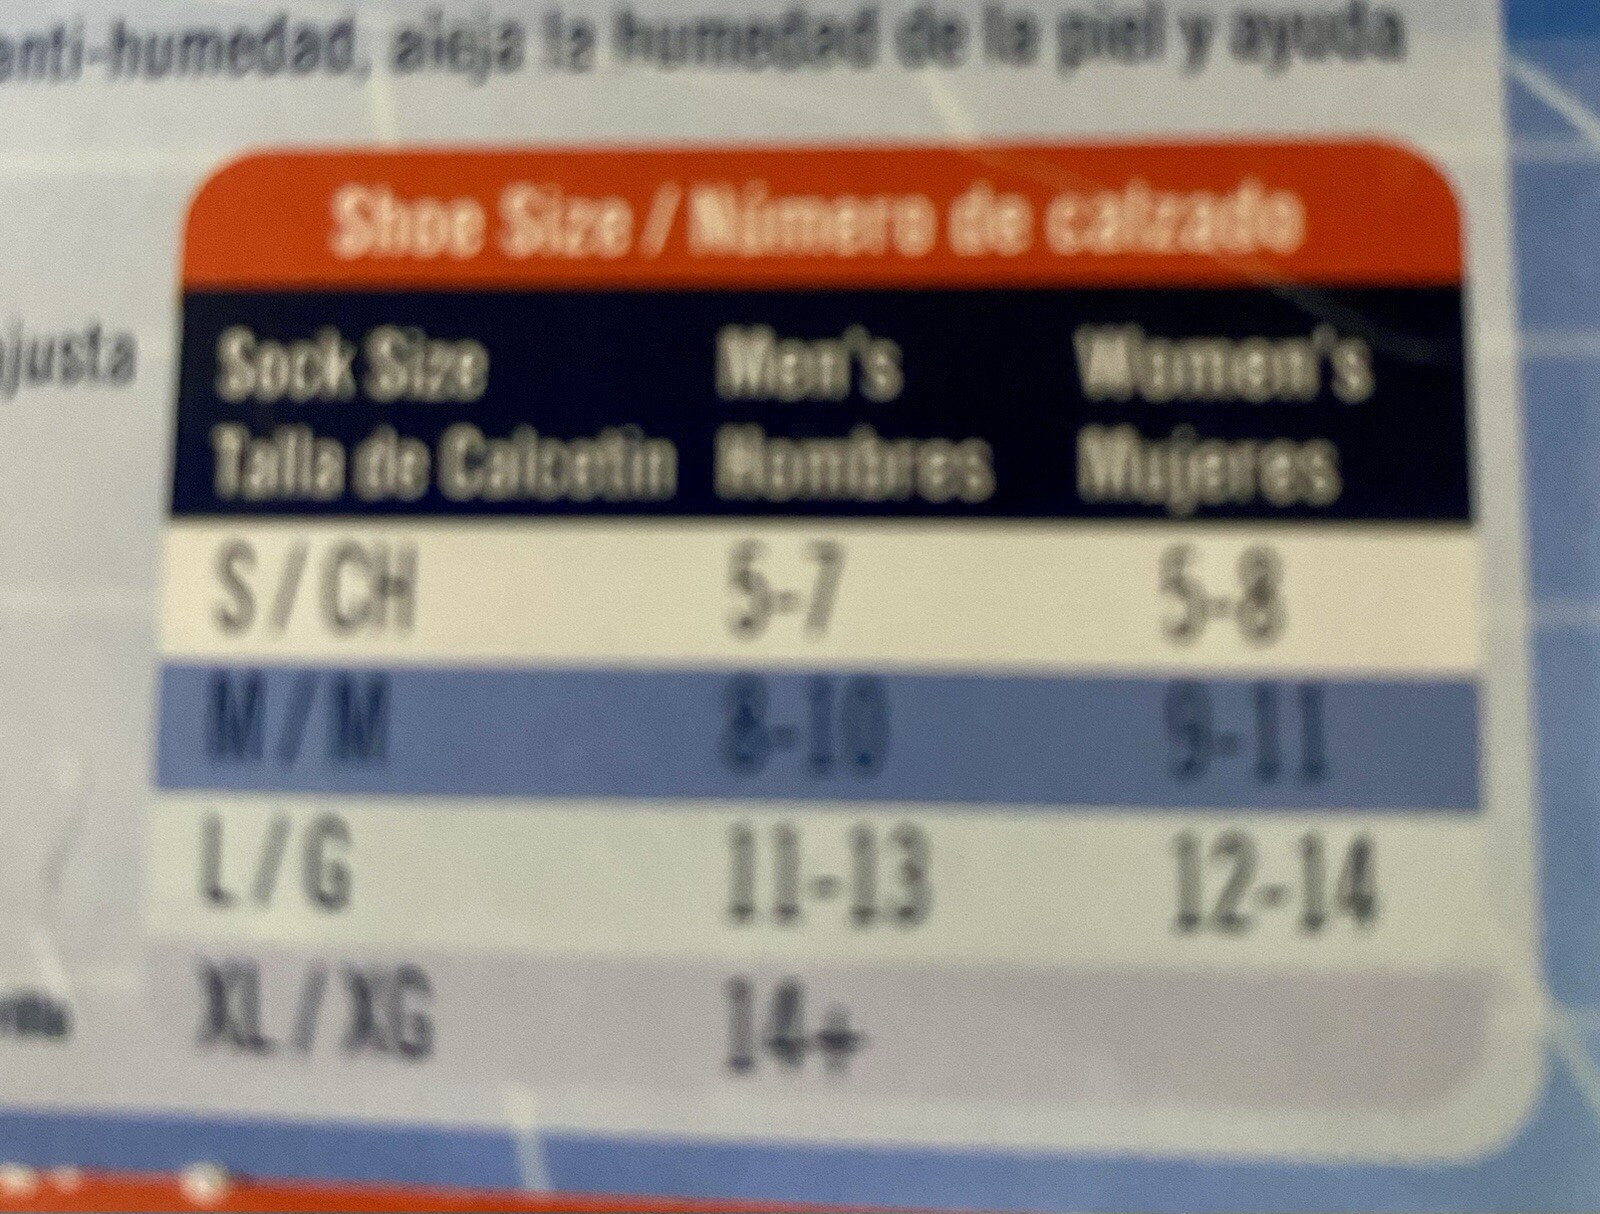 anti-humedad, aleja la humedad de la piel y ayuda
ajusta
Shoe Size / Número de calzado
Sock Size Men's Women's
Talla de Calcetín Hombres Mujeres
S / CH 5-7 5-8
M / M 8-10 9-11
L / G 11-13 12-14
XL / XG 14+